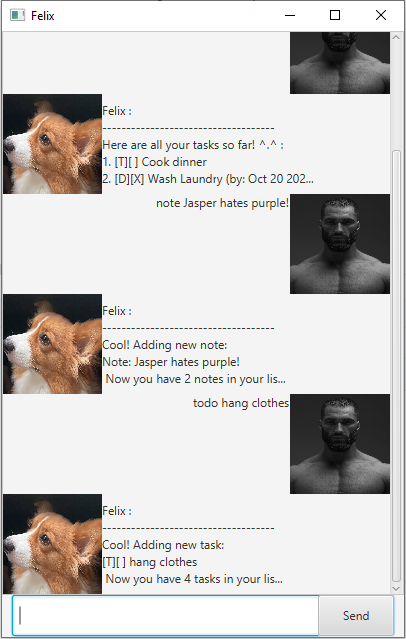 Felix
Felix :
-----------------------------------
Here are all your tasks so far! ^.^ :
1. [T][ ] Cook dinner
2. [D][X] Wash Laundry (by: Oct 20 202...
note Jasper hates purple!
Felix :
-----------------------------------
Cool! Adding new note:
Note: Jasper hates purple!
Now you have 2 notes in your lis...
todo hang clothes
Felix :
-----------------------------------
Cool! Adding new task:
[T][ ] hang clothes
Now you have 4 tasks in your lis...
Send